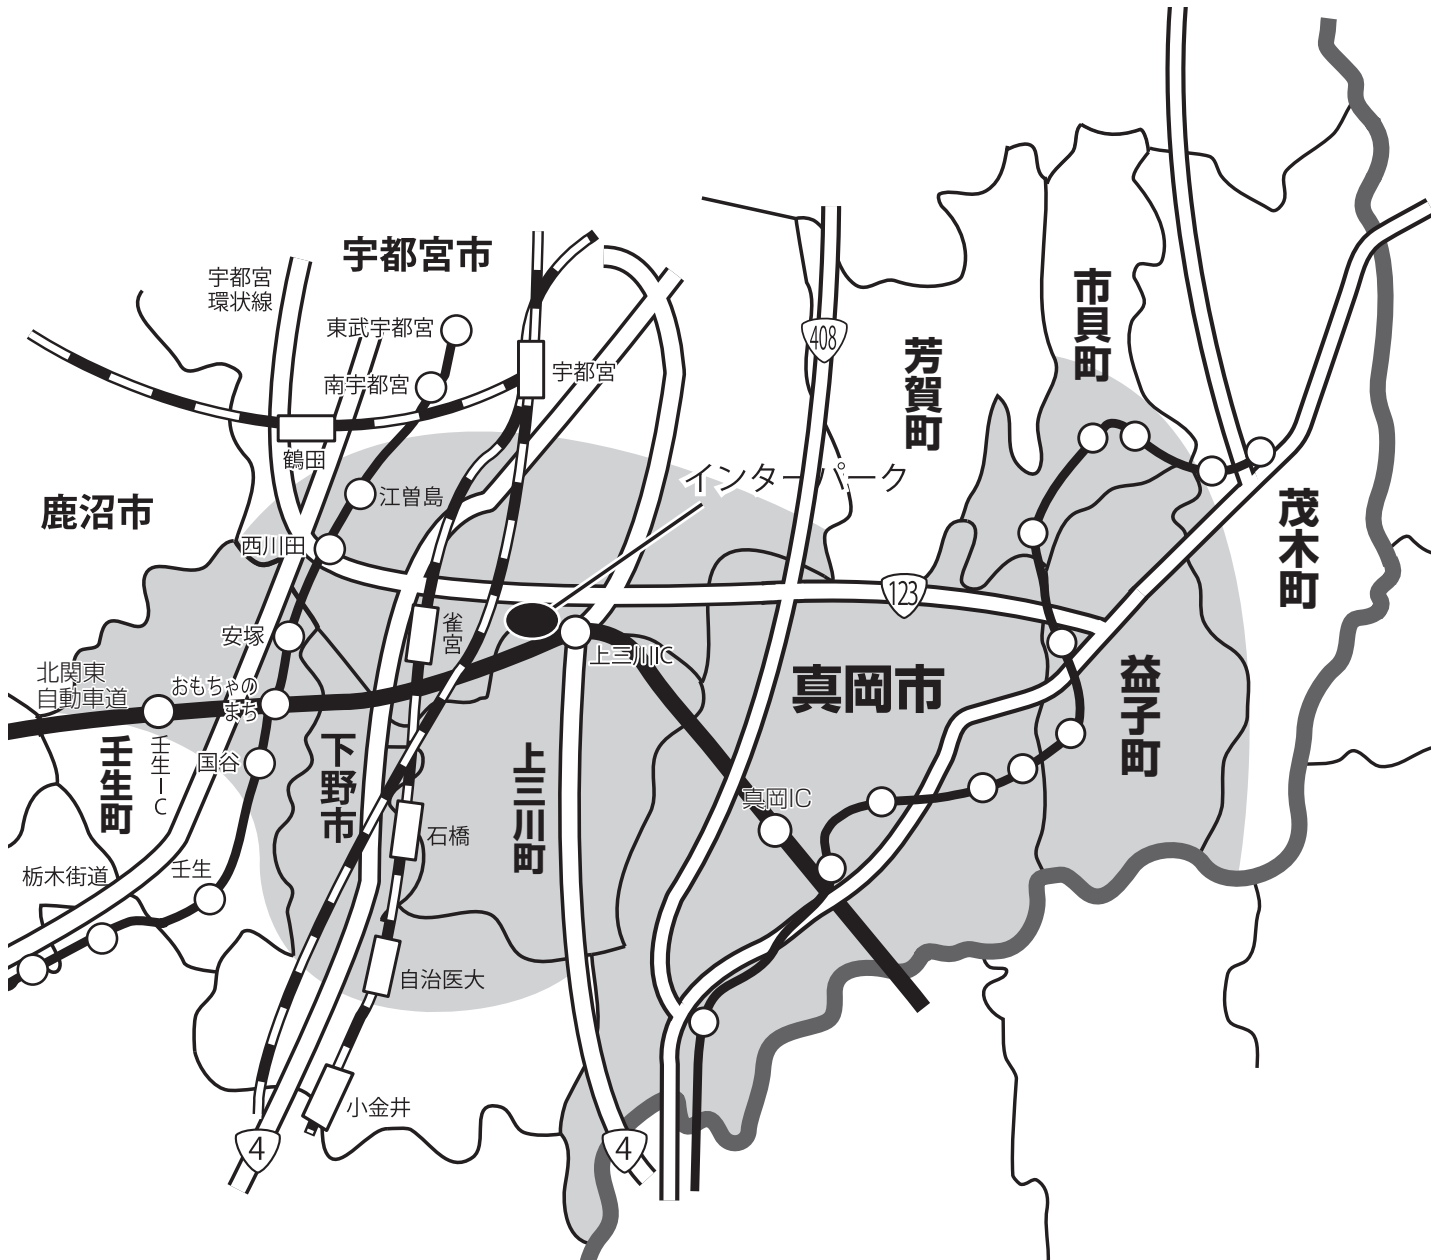 宇都宮市
宇都宮
環状線
東武宇都宮
南宇都宮
宇都宮
408
市貝町
芳賀町
鶴田
インターパーク
江曽島
鹿沼市
茂木町
西川田
123
雀宮
安塚
上三川IC
北関東
自動車道
おもちゃの
まち
真岡市
益子町
壬生町
壬生IC
国谷
下野市
上三川町
真岡IC
石橋
栃木街道
壬生
自治医大
小金井
4
4